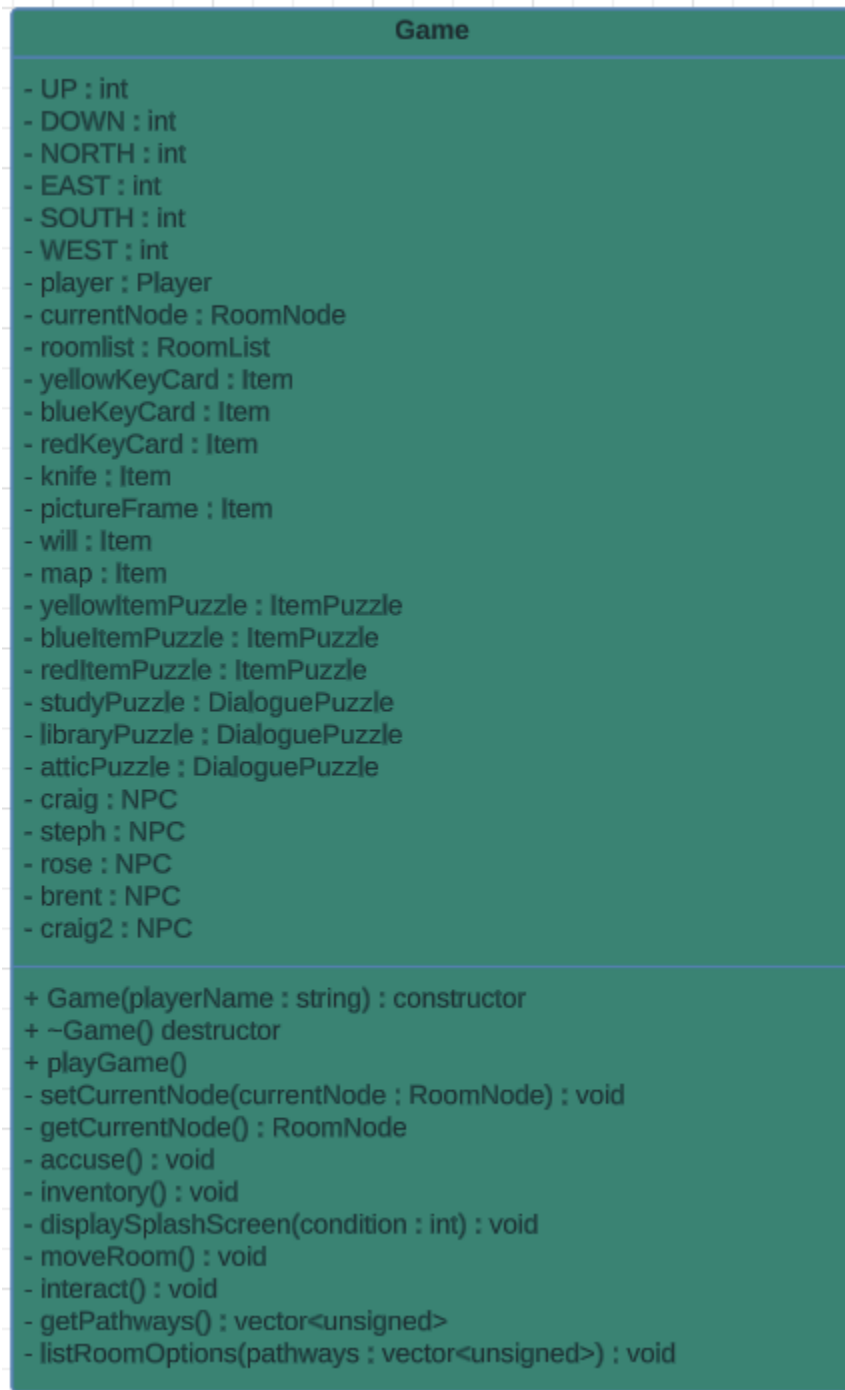 Game
- UP : int
- DOWN : int
- NORTH : int
- EAST : int
- SOUTH : int
- WEST : int
- player : Player
- currentNode : RoomNode
- roomlist : RoomList
- yellowKeyCard : Item
- blueKeyCard : Item
- redKeyCard : Item
- knife : Item
- pictureFrame : Item
- will : Item
- map : Item
- yellowItemPuzzle : ItemPuzzle
- blueItemPuzzle : ItemPuzzle
- redItemPuzzle : ItemPuzzle
- studyPuzzle : DialoguePuzzle
- libraryPuzzle : DialoguePuzzle
- atticPuzzle : DialoguePuzzle
- craig : NPC
- steph : NPC
- rose : NPC
- brent : NPC
- craig2 : NPC
+ Game(playerName : string) : constructor
+ ~Game() destructor
+ playGame()
- setCurrentNode(currentNode : RoomNode) : void
- getCurrentNode() : RoomNode
- accuse() : void
- inventory() : void
- displaySplashScreen(condition : int) : void
- moveRoom() : void
- interact() : void
- getPathways() : vector<unsigned>
- listRoomOptions(pathways : vector<unsigned>) : void